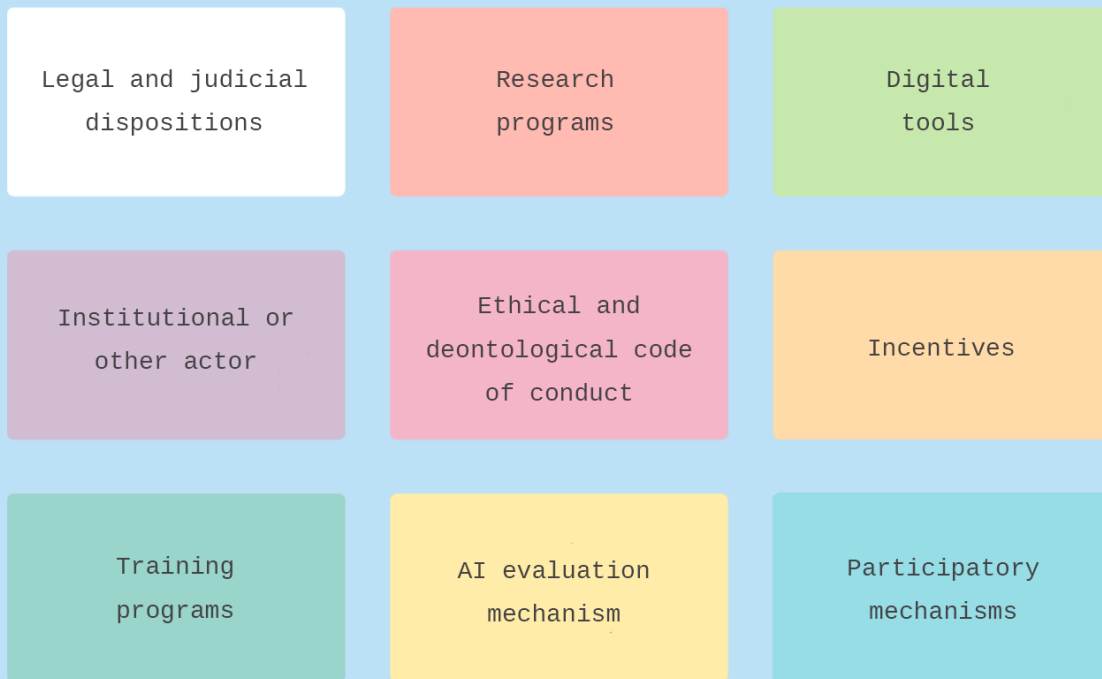 Legal and judicial
dispositions
Research
programs
Digital
tools
Institutional or
other actor
Ethical and
deontological code
of conduct
Incentives
Training
programs
AI evaluation
mechanism
Participatory
mechanisms